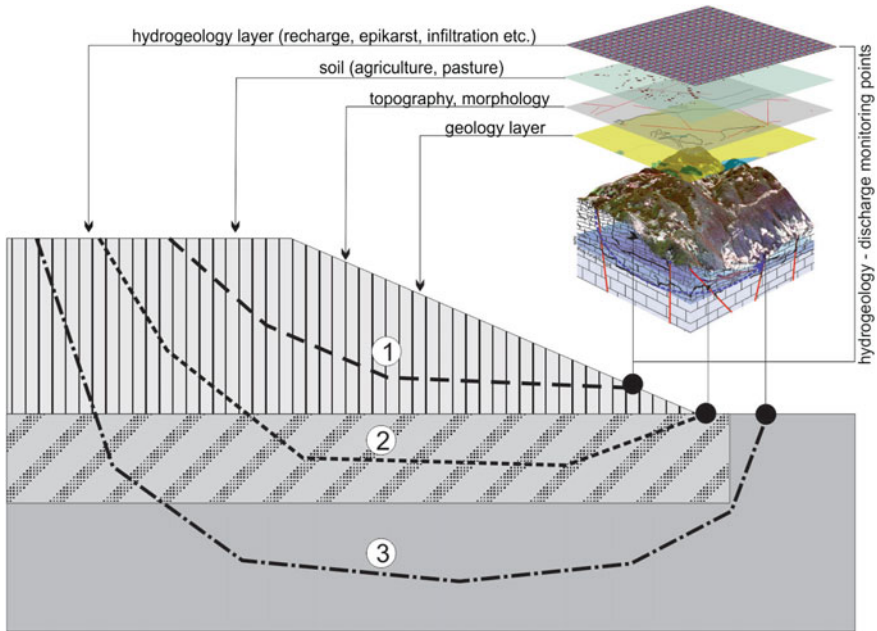 hydrogeology layer (recharge, epikarst, infiltration etc.)
soil (agriculture, pasture)
topography, morphology
geology layer
hydrogeology - discharge monitoring points
1
2
3